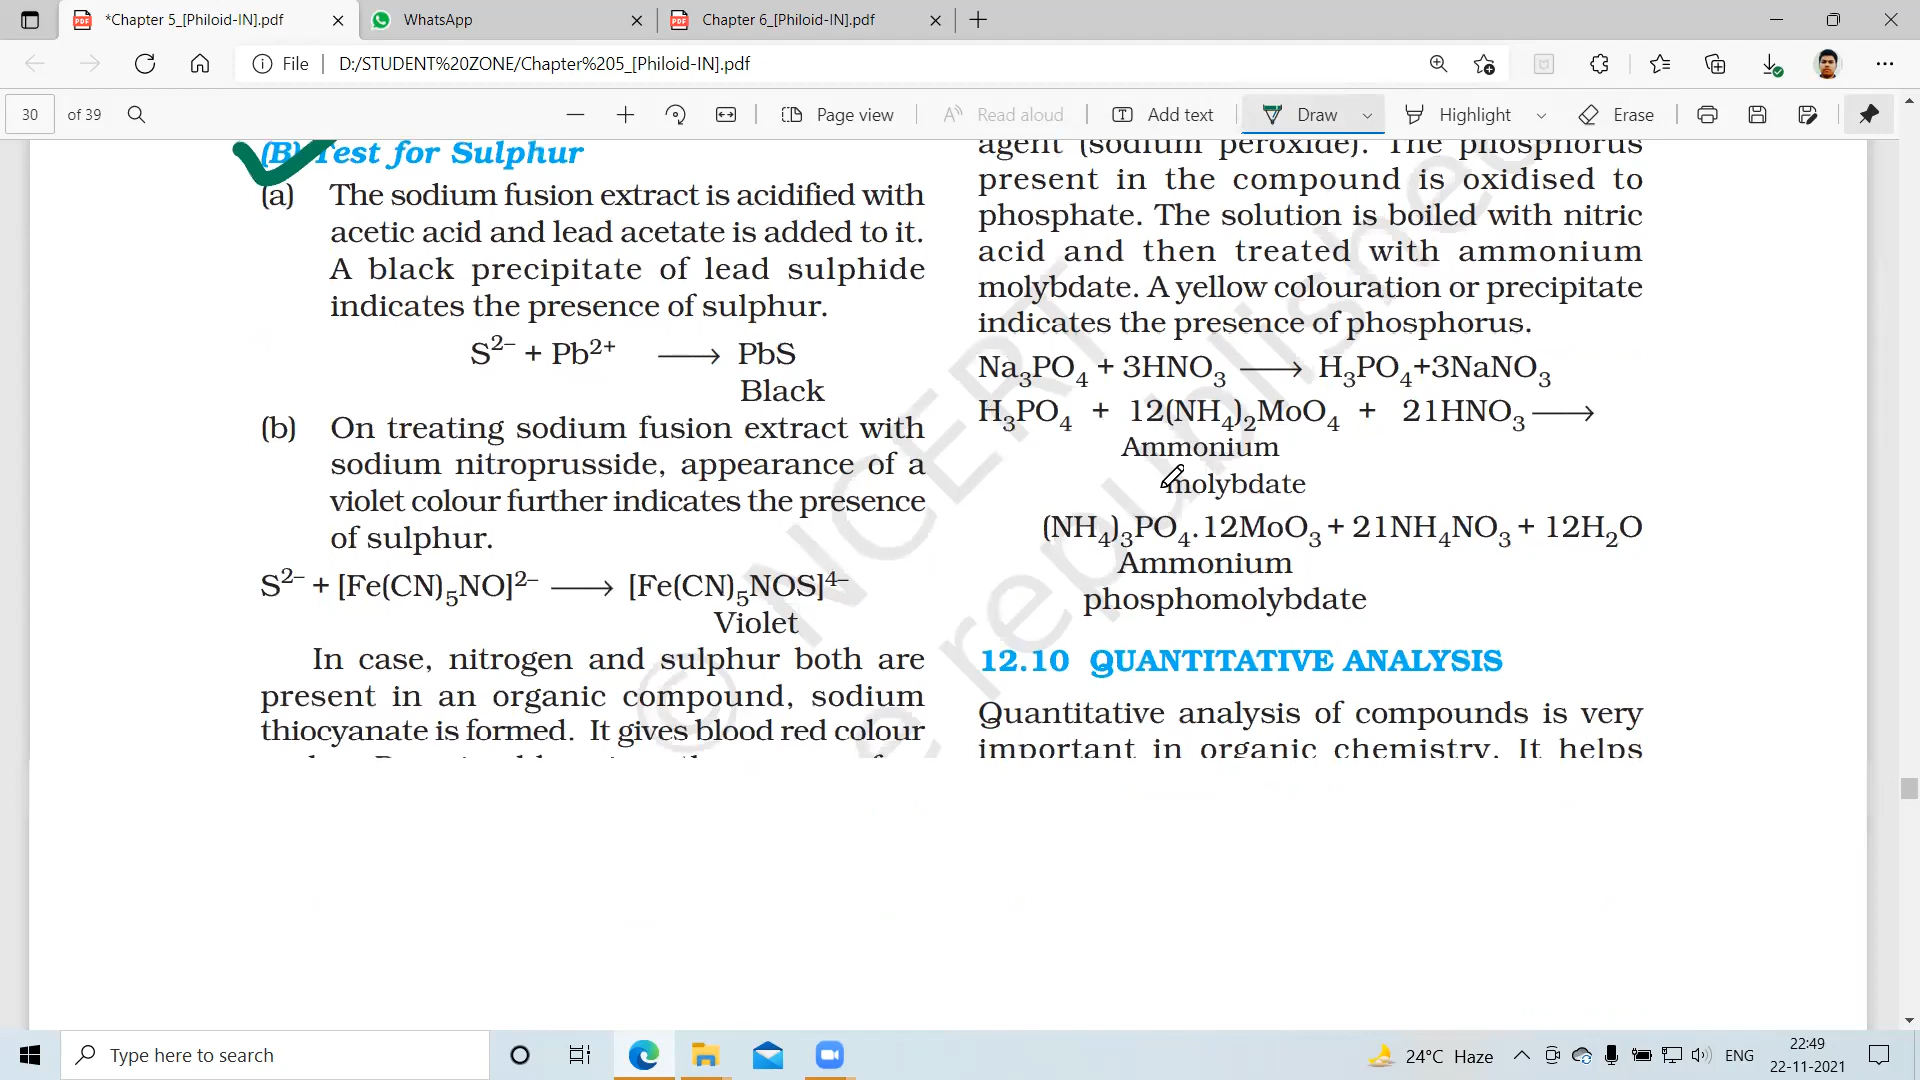 *Chapter 5_[Philoid-IN].pdf
WhatsApp
Chapter 6_[Philoid-IN].pdf
File
D:/STUDENT%20ZONE/Chapter%205_[Philoid-IN].pdf
30 of 39
Page view
Read aloud
Add text
Draw
Highlight
Erase
(B) Test for Sulphur
(a) The sodium fusion extract is acidified with
acetic acid and lead acetate is added to it.
A black precipitate of lead sulphide
indicates the presence of sulphur.
S²⁻ + Pb²⁺ ⟶ PbS
Black
(b) On treating sodium fusion extract with
sodium nitroprusside, appearance of a
violet colour further indicates the presence
of sulphur.
S²⁻ + [Fe(CN)₅NO]²⁻ ⟶ [Fe(CN)₅NOS]⁴⁻
Violet
In case, nitrogen and sulphur both are
present in an organic compound, sodium
thiocyanate is formed. It gives blood red colour
agent (sodium peroxide). The phosphorus
present in the compound is oxidised to
phosphate. The solution is boiled with nitric
acid and then treated with ammonium
molybdate. A yellow colouration or precipitate
indicates the presence of phosphorus.
Na₃PO₄ + 3HNO₃ ⟶ H₃PO₄+3NaNO₃
H₃PO₄ + 12(NH₄)₂MoO₄ + 21HNO₃ ⟶
Ammonium
molybdate
(NH₄)₃PO₄.12MoO₃ + 21NH₄NO₃ + 12H₂O
Ammonium
phosphomolybdate
12.10 QUANTITATIVE ANALYSIS
Quantitative analysis of compounds is very
important in organic chemistry. It helps
© NCERT
republished
Type here to search
24°C Haze
ENG
22:49
22-11-2021